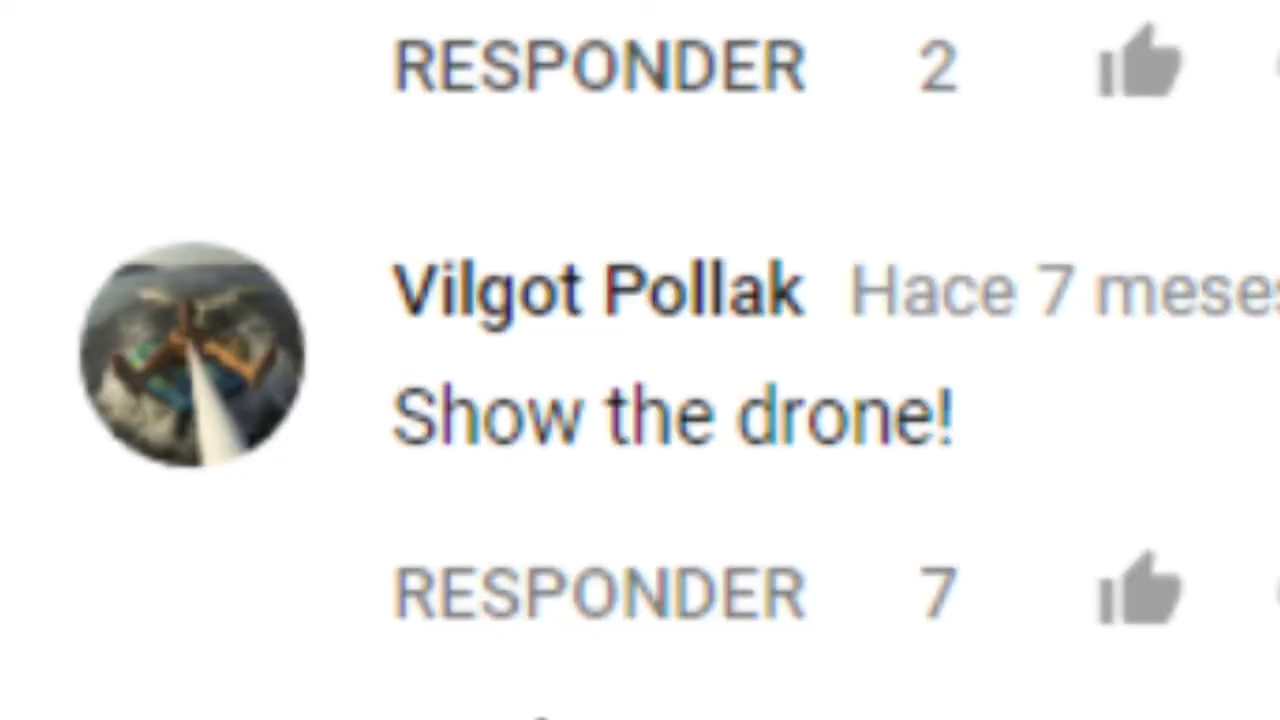 RESPONDER 2
Vilgot Pollak Hace 7 meses
Show the drone!
RESPONDER 7